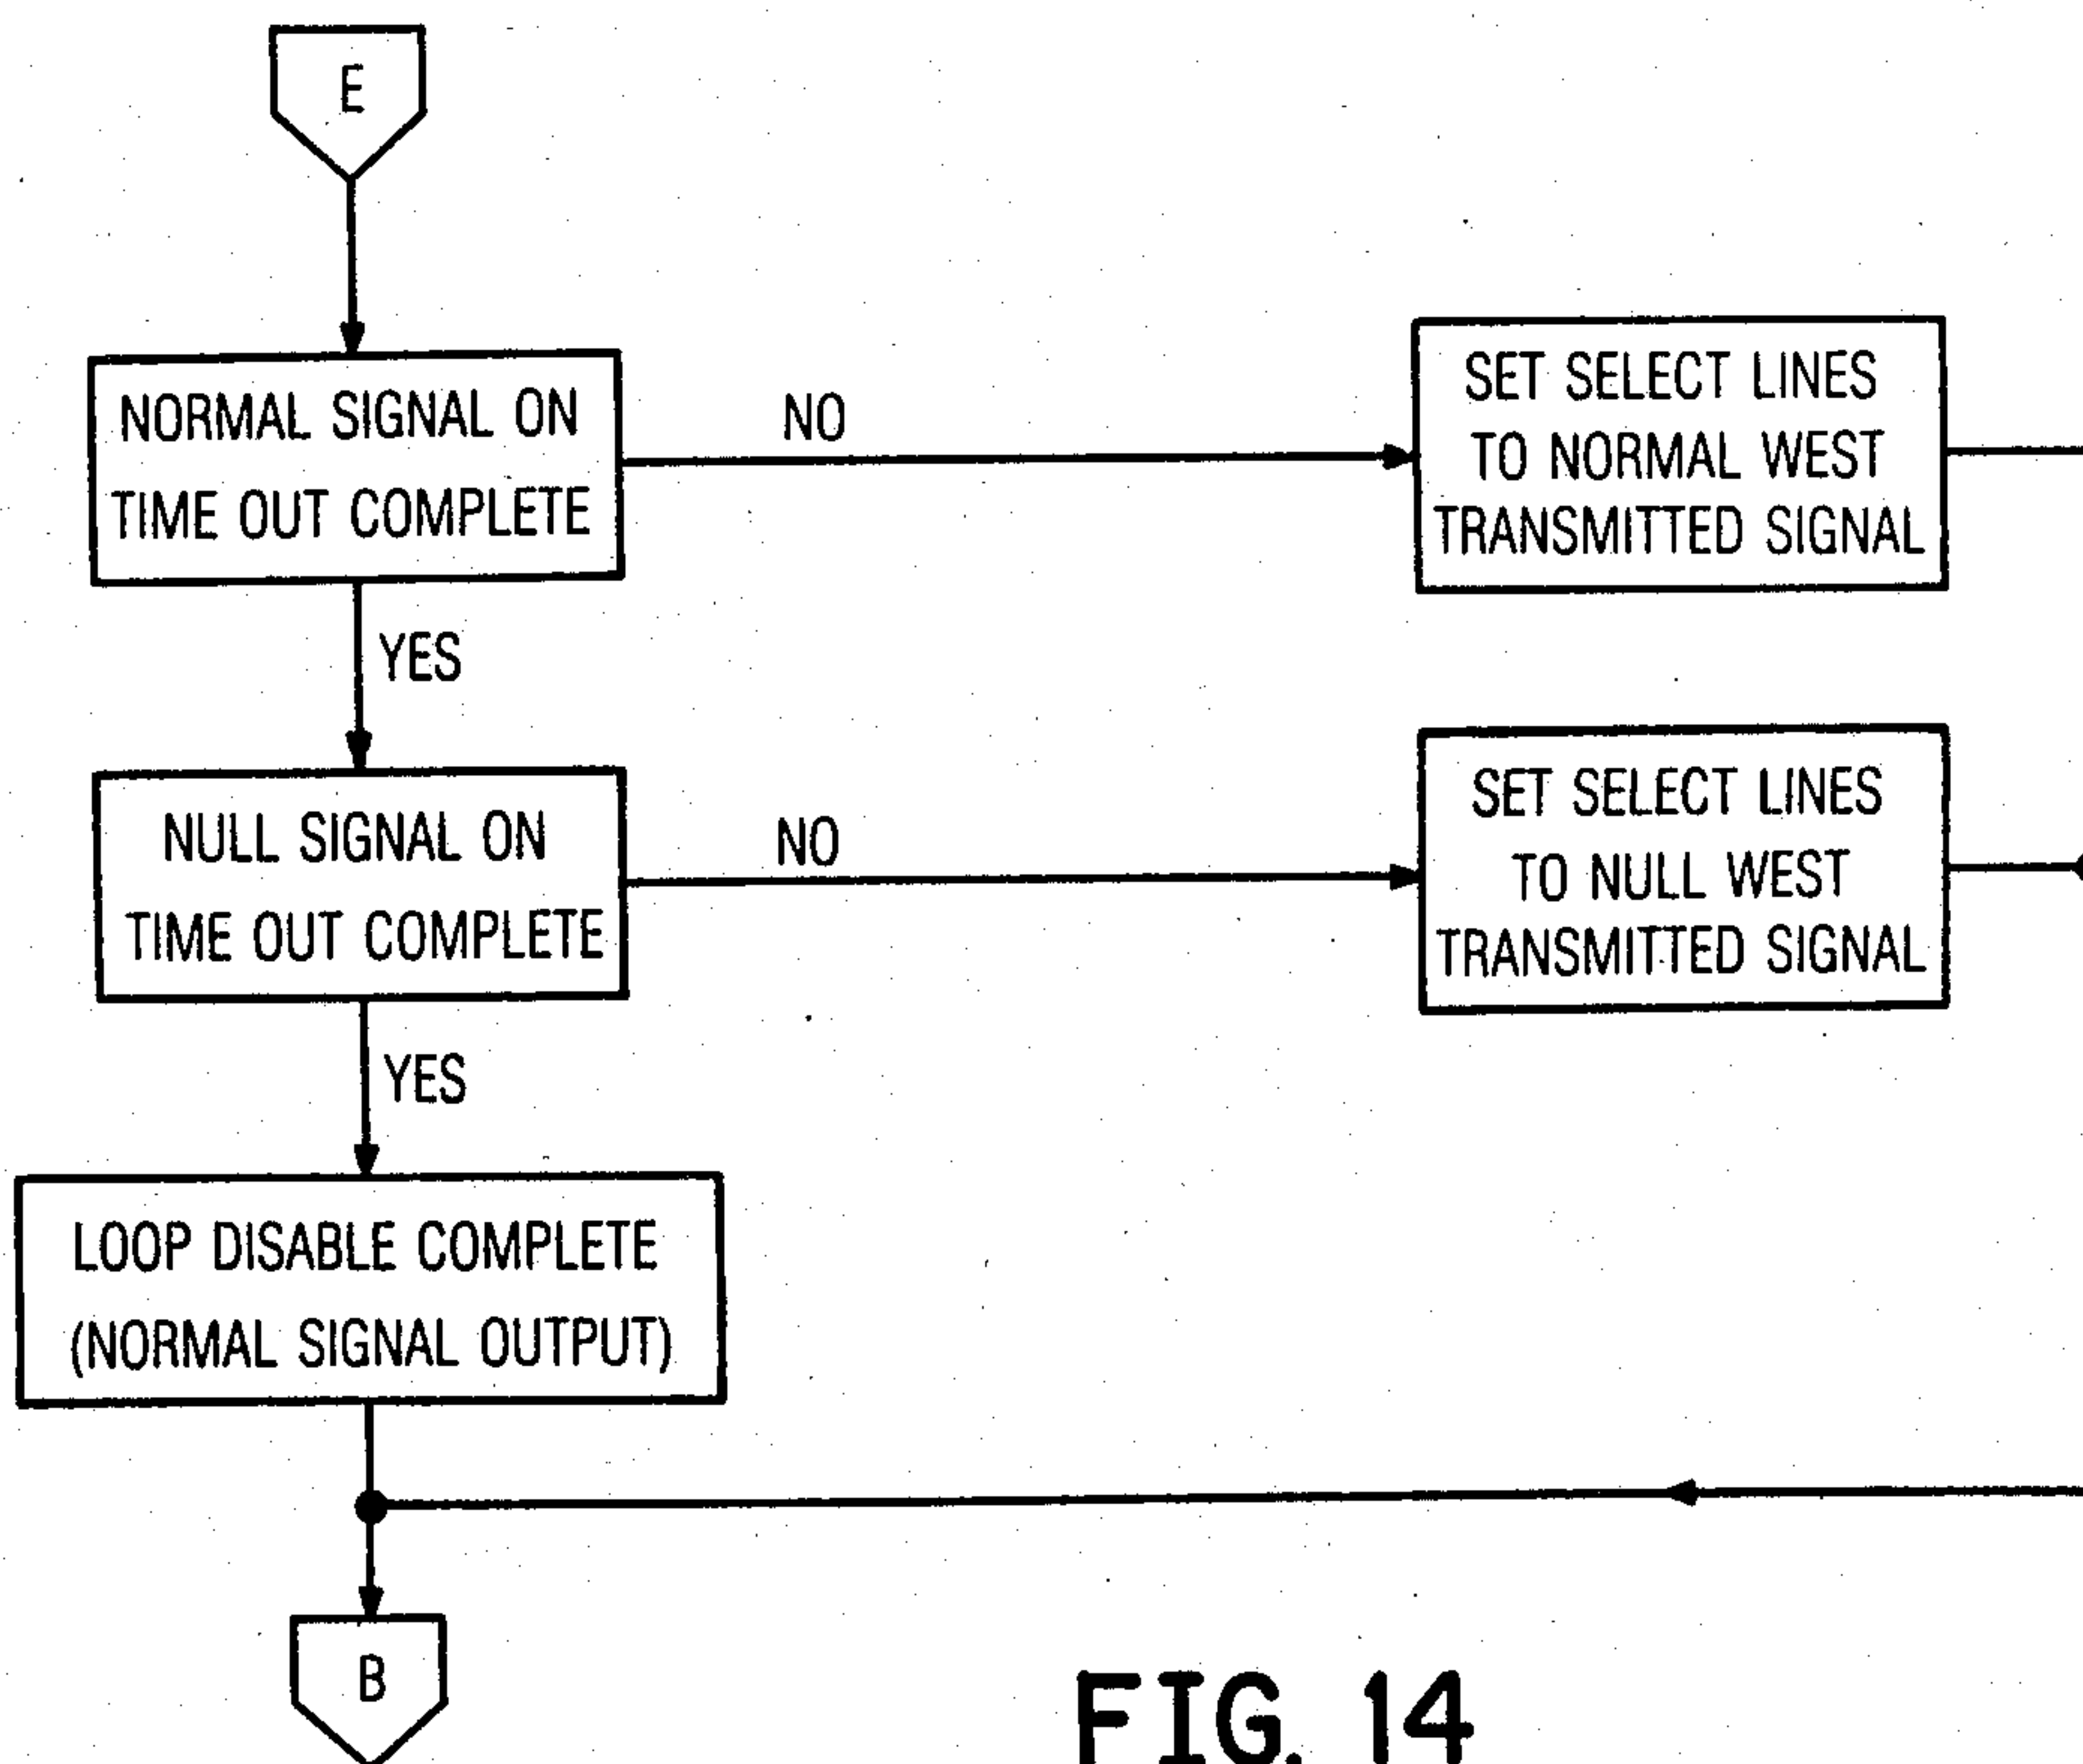 E
NORMAL SIGNAL ON
TIME OUT COMPLETE
NO
SET SELECT LINES
TO NORMAL WEST
TRANSMITTED SIGNAL
YES
NULL SIGNAL ON
TIME OUT COMPLETE
NO
SET SELECT LINES
TO NULL WEST
TRANSMITTED SIGNAL
YES
LOOP DISABLE COMPLETE
(NORMAL SIGNAL OUTPUT)
B
FIG. 14